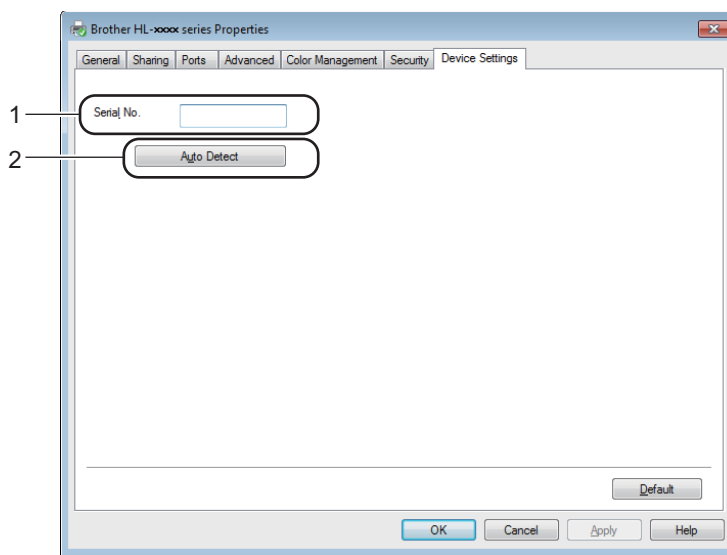 Brother HL-xxxx series Properties
General Sharing Ports Advanced Color Management Security Device Settings
1 Serial No.
2 Auto Detect
Default
OK Cancel Apply Help